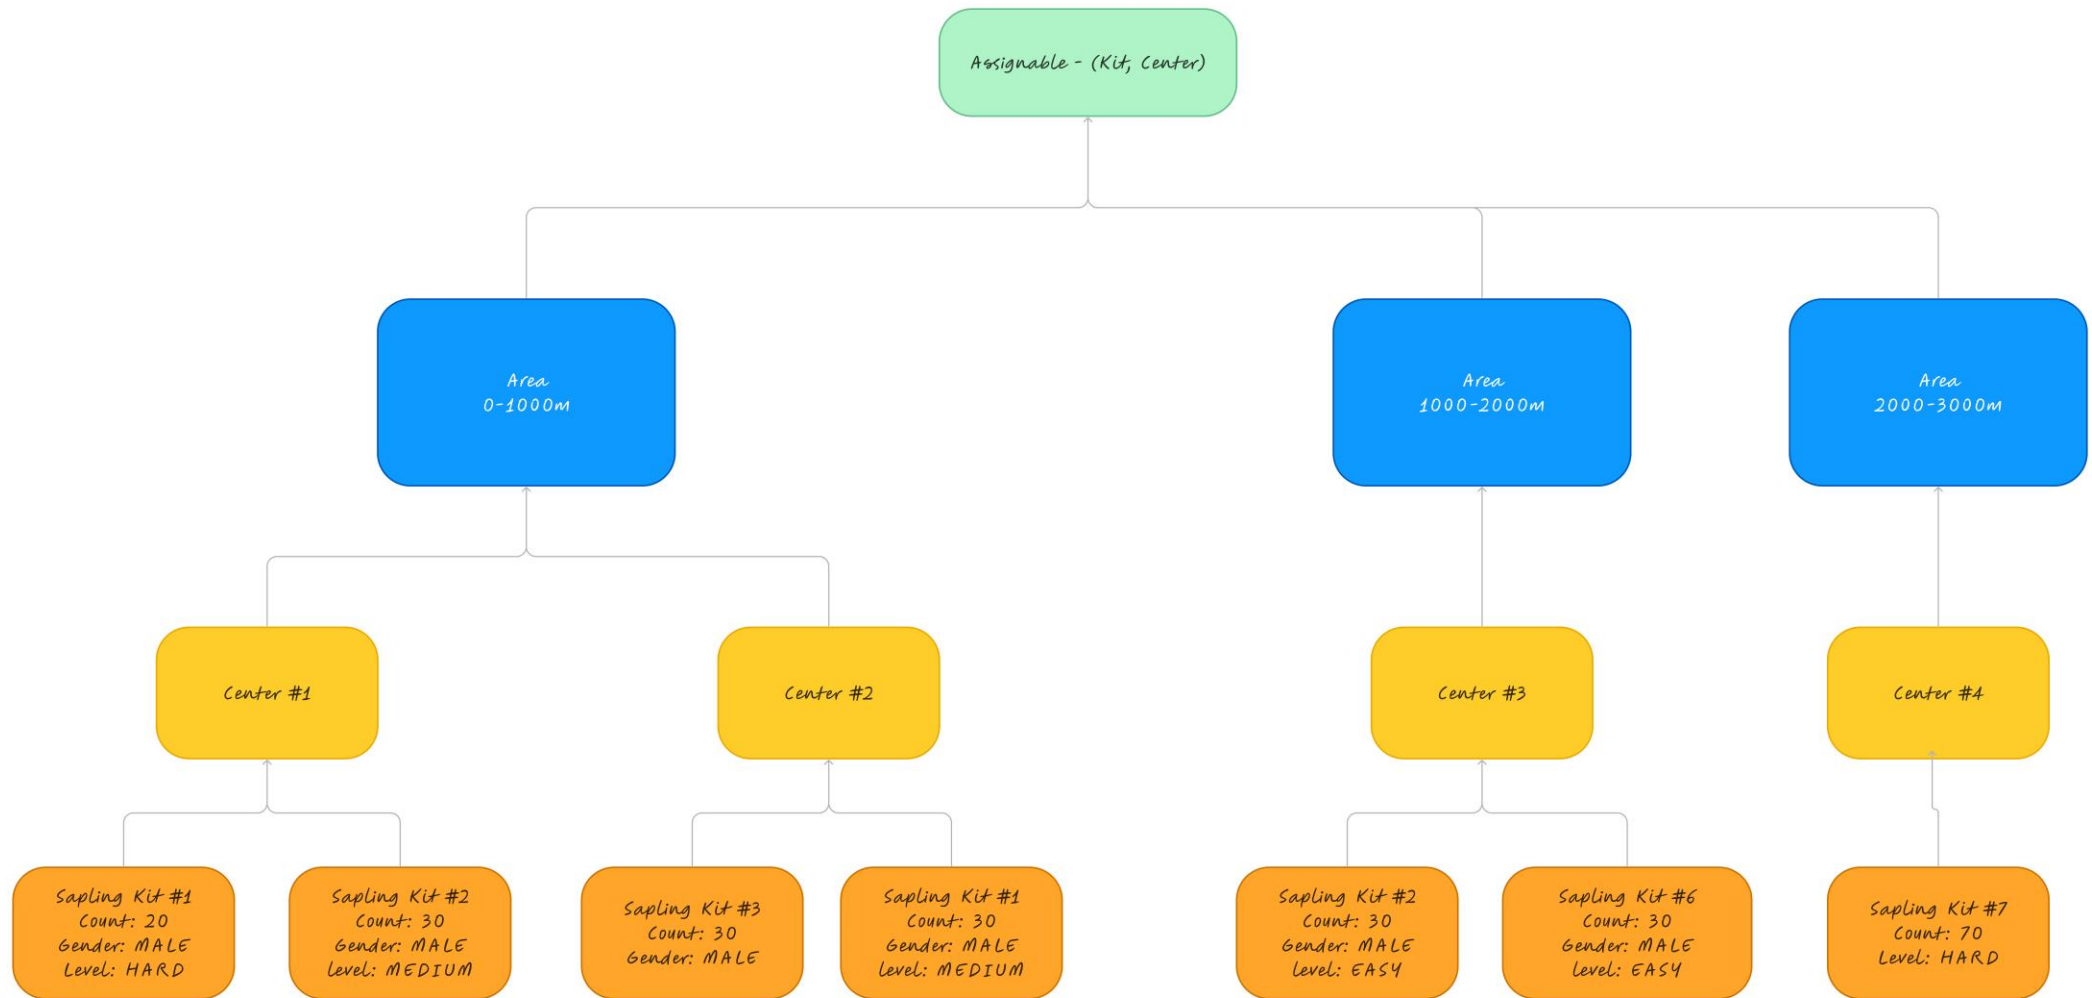 Assignable - (Kit, Center)
Area
0-1000m
Area
1000-2000m
Area
2000-3000m
Center #1
Center #2
Center #3
Center #4
Sapling Kit #1
Count: 20
Gender: MALE
Level: HARD
Sapling Kit #2
Count: 30
Gender: MALE
level: MEDIUM
Sapling Kit #3
Count: 30
Gender: MALE
Sapling Kit #1
Count: 30
Gender: MALE
level: MEDIUM
Sapling Kit #2
Count: 30
Gender: MALE
level: EASY
Sapling Kit #6
Count: 30
Gender: MALE
level: EASY
Sapling Kit #7
Count: 70
Level: HARD